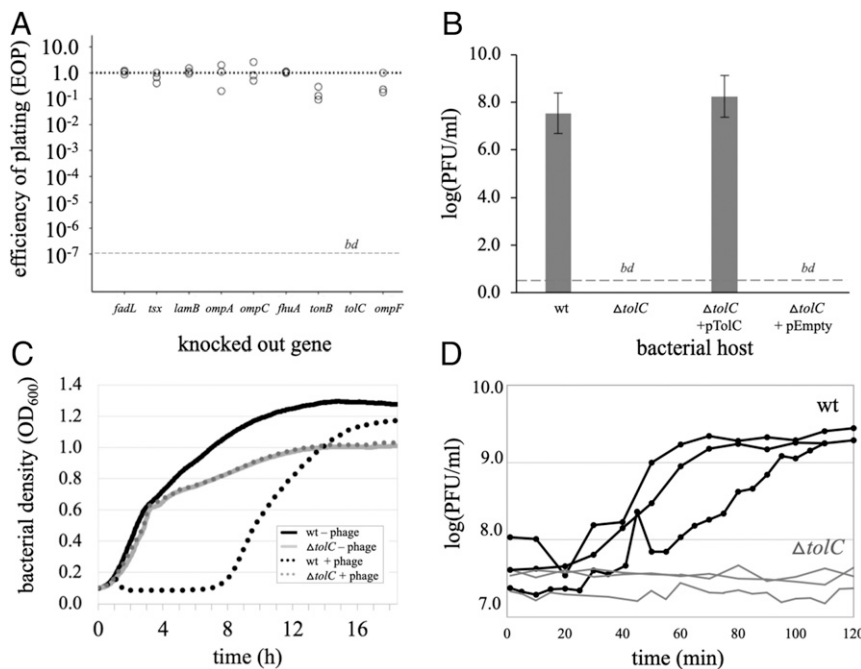 A
efficiency of plating (EOP)
10.0
1.0
10-1
10-2
10-3
10-4
10-5
10-6
10-7
bd
fadL tsx lamB ompA ompC fhuA tonB tolC ompF
knocked out gene
B
log(PFU/ml)
10.0
8.0
6.0
4.0
2.0
0.0
bd bd
wt ΔtolC ΔtolC ΔtolC
+pTolC + pEmpty
bacterial host
C
bacterial density (OD600)
1.4
1.2
1.0
0.8
0.6
0.4
0.2
0.0
wt – phage
ΔtolC – phage
wt + phage
ΔtolC + phage
0 4 8 12 16
time (h)
D
log(PFU/ml)
10.0
9.0
8.0
7.0
wt
ΔtolC
0 20 40 60 80 100 120
time (min)